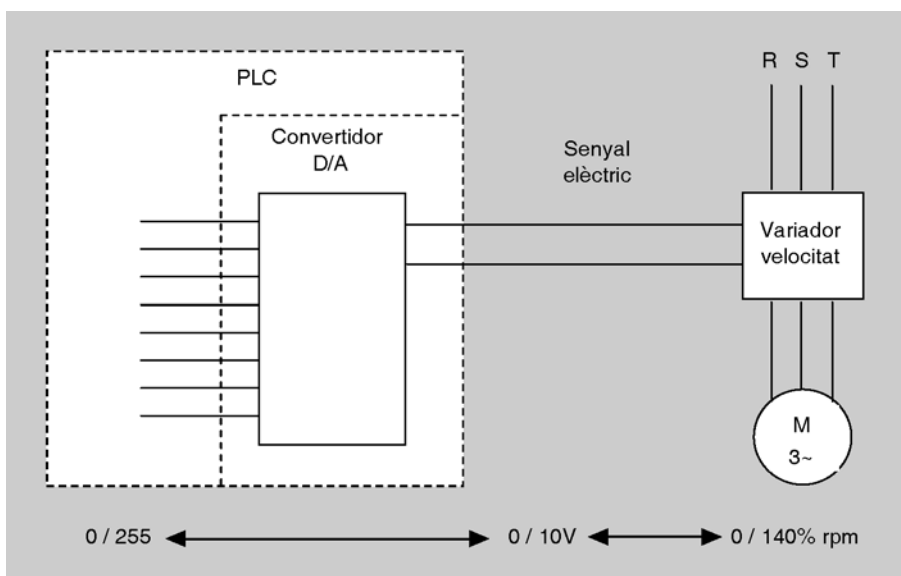 PLC
Convertidor
D/A
Senyal
elèctric
R S T
Variador
velocitat
M
3~
0 / 255
0 / 10V
0 / 140% rpm